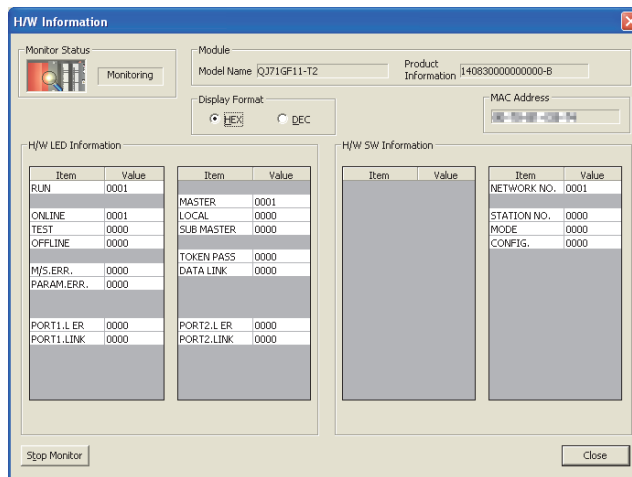 H/W Information
Monitor Status
Monitoring
Module
Model Name QJ71GF11-T2
Product Information 140830000000000-B
Display Format
HEX DEC
MAC Address
H/W LED Information
Item Value Item Value
RUN 0001
MASTER 0001
ONLINE 0001 LOCAL 0000
TEST 0000 SUB MASTER 0000
OFFLINE 0000
TOKEN PASS 0000
M/S.ERR. 0000 DATA LINK 0000
PARAM.ERR. 0000
PORT1.L ER 0000 PORT2.L ER 0000
PORT1.LINK 0000 PORT2.LINK 0000
H/W SW Information
Item Value Item Value
NETWORK NO. 0001
STATION NO. 0000
MODE 0000
CONFIG. 0000
Stop Monitor
Close